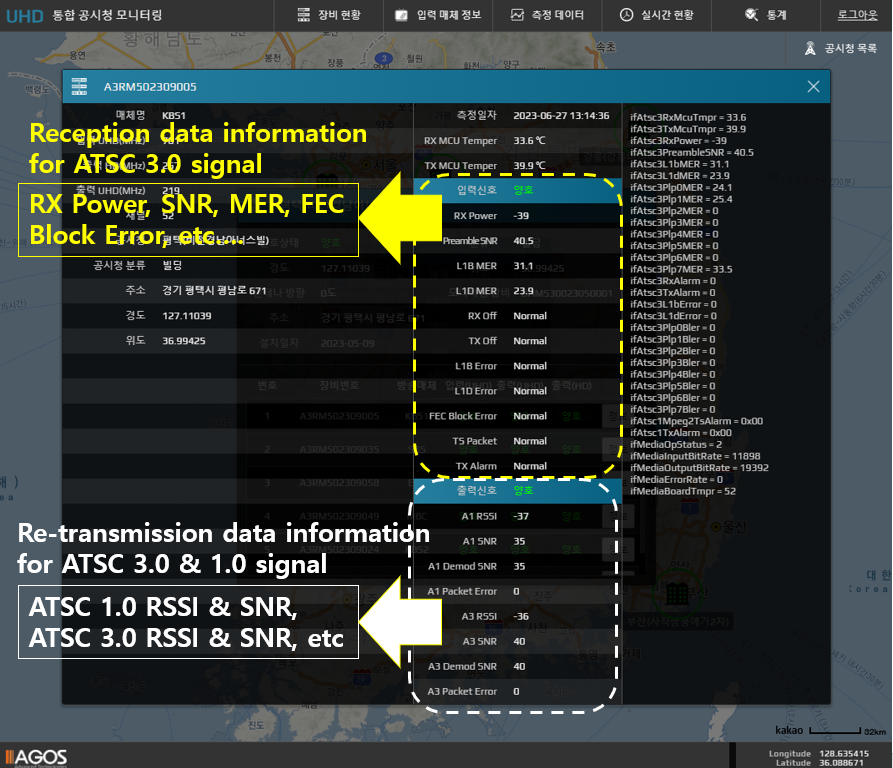 UHD 통합 공시청 모니터링
장비 현황
입력 매체 정보
측정 데이터
실시간 현황
통계
로그아웃
공시청 목록
A3RM502309005
매체명 KBS1
Reception data information
for ATSC 3.0 signal
출력 UHD(MHz) 219
RX Power, SNR, MER, FEC
Block Error, etc
채널 52
공시청 분류 빌딩
주소 경기 평택시 평남로 671
경도 127.11039
위도 36.99425
측정일자 2023-06-27 13:14:36
RX MCU Temper 33.6 ℃
TX MCU Temper 39.9 ℃
입력신호 양호
RX Power -39
Preamble SNR 40.5
L1B MER 31.1
L1D MER 23.9
RX Off Normal
TX Off Normal
L1B Error Normal
L1D Error Normal
FEC Block Error Normal
TS Packet Normal
TX Alarm Normal
출력신호 양호
A1 RSSI -37
A1 SNR 35
A1 Demod SNR 35
A1 Packet Error 0
A3 RSSI -36
A3 SNR 40
A3 Demod SNR 40
A3 Packet Error 0
Re-transmission data information
for ATSC 3.0 & 1.0 signal
ATSC 1.0 RSSI & SNR,
ATSC 3.0 RSSI & SNR, etc
ifAtsc3RxMcuTmpr = 33.6
ifAtsc3TxMcuTmpr = 39.9
ifAtsc3RxPower = -39
ifAtsc3PreambleSNR = 40.5
ifAtsc3L1bMER = 31.1
ifAtsc3L1dMER = 23.9
ifAtsc3Plp0MER = 24.1
ifAtsc3Plp1MER = 25.4
ifAtsc3Plp2MER = 0
ifAtsc3Plp3MER = 0
ifAtsc3Plp4MER = 0
ifAtsc3Plp5MER = 0
ifAtsc3Plp6MER = 0
ifAtsc3Plp7MER = 33.5
ifAtsc3RxAlarm = 0
ifAtsc3TxAlarm = 0
ifAtsc3L1bError = 0
ifAtsc3L1dError = 0
ifAtsc3Plp0Bler = 0
ifAtsc3Plp1Bler = 0
ifAtsc3Plp2Bler = 0
ifAtsc3Plp3Bler = 0
ifAtsc3Plp4Bler = 0
ifAtsc3Plp5Bler = 0
ifAtsc3Plp6Bler = 0
ifAtsc3Plp7Bler = 0
ifAtsc1Mpeg2TsAlarm = 0x00
ifAtsc1TxAlarm = 0x00
ifMediaOpStatus = 2
ifMediaInputBitRate = 11898
ifMediaOutputBitRate = 19392
ifMediaErrorRate = 0
ifMediaBoardTmpr = 52
황해남도
속초
울산
진도
kakao
32km
AGOS
Longitude 128.635415
Latitude 36.088671